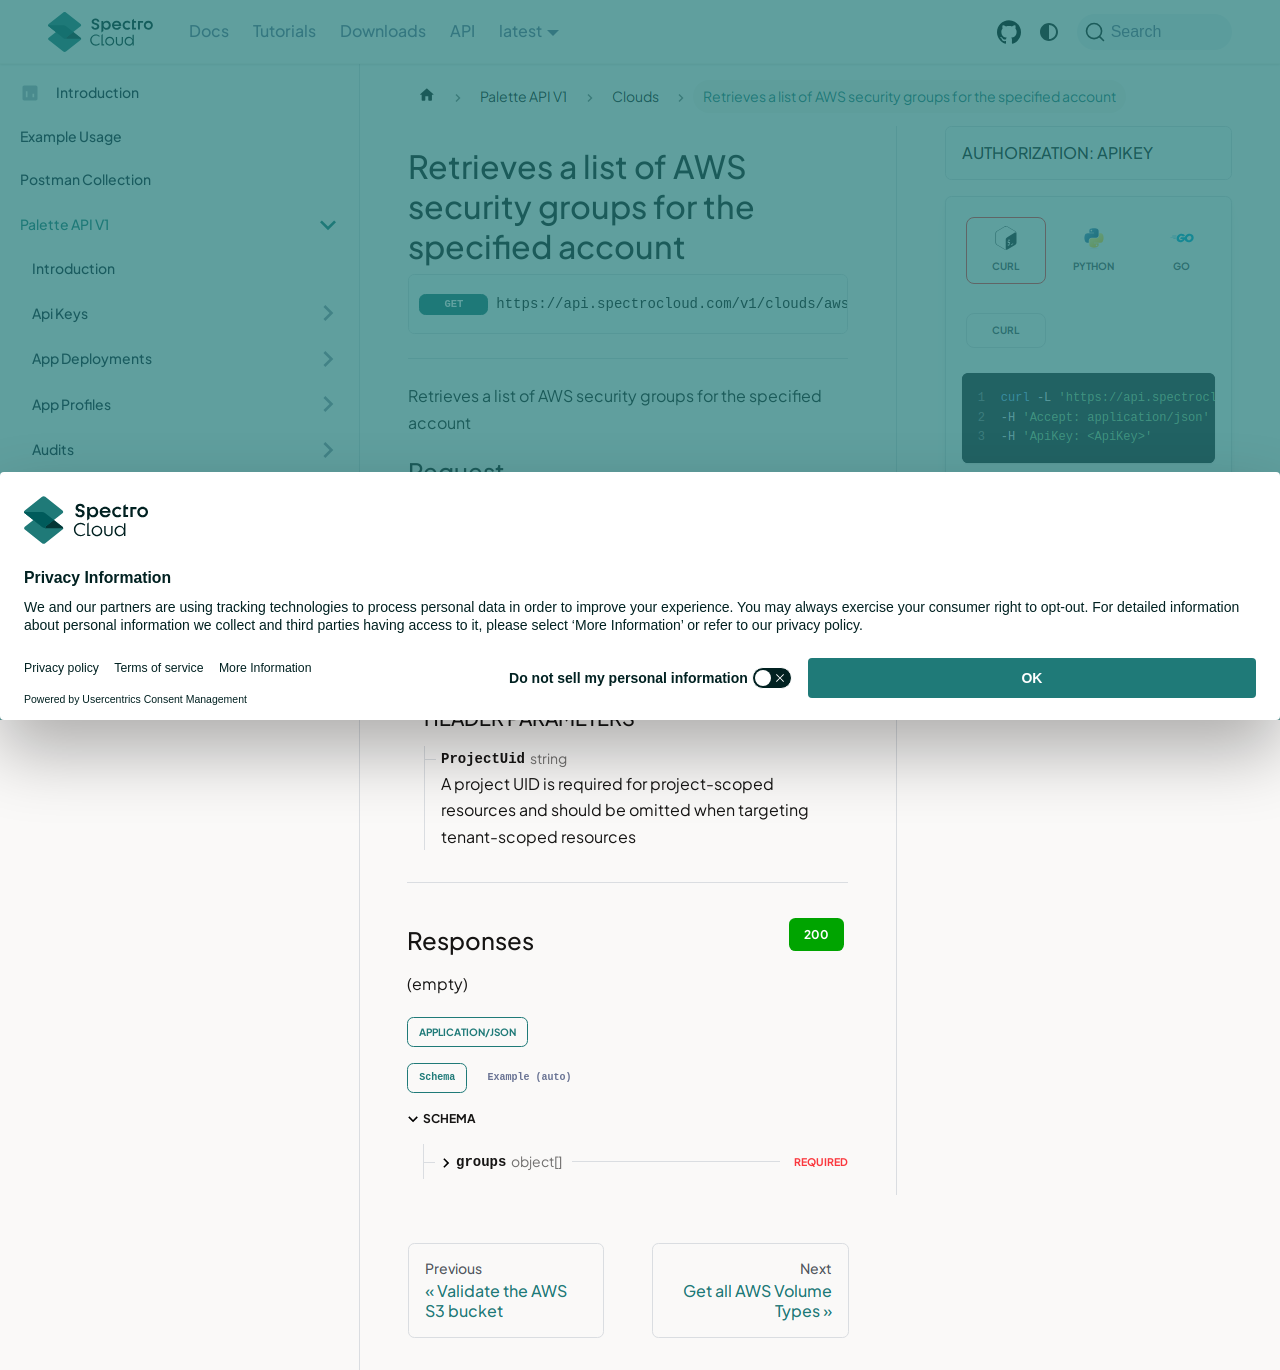 Spectro
Cloud
Docs
Tutorials
Downloads
API
latest
Search
Introduction
Example Usage
Postman Collection
Palette API V1
Introduction
Api Keys
App Deployments
App Profiles
Audits
Palette API V1
Clouds
Retrieves a list of AWS security groups for the specified account
Retrieves a list of AWS
security groups for the
specified account
GET https://api.spectrocloud.com/v1/clouds/aws
Retrieves a list of AWS security groups for the specified
account
Request
AUTHORIZATION: APIKEY
CURL
PYTHON
GO
CURL
1 curl -L 'https://api.spectrocl
2 -H 'Accept: application/json'
3 -H 'ApiKey: <ApiKey>'
Spectro
Cloud
Privacy Information
We and our partners are using tracking technologies to process personal data in order to improve your experience. You may always exercise your consumer right to opt-out. For detailed information
about personal information we collect and third parties having access to it, please select ‘More Information’ or refer to our privacy policy.
Privacy policy
Terms of service
More Information
Do not sell my personal information
OK
Powered by Usercentrics Consent Management
HEADER PARAMETERS
ProjectUid string
A project UID is required for project-scoped
resources and should be omitted when targeting
tenant-scoped resources
Responses
200
(empty)
APPLICATION/JSON
Schema
Example (auto)
SCHEMA
groups object[]
REQUIRED
Previous
« Validate the AWS
S3 bucket
Next
Get all AWS Volume
Types »